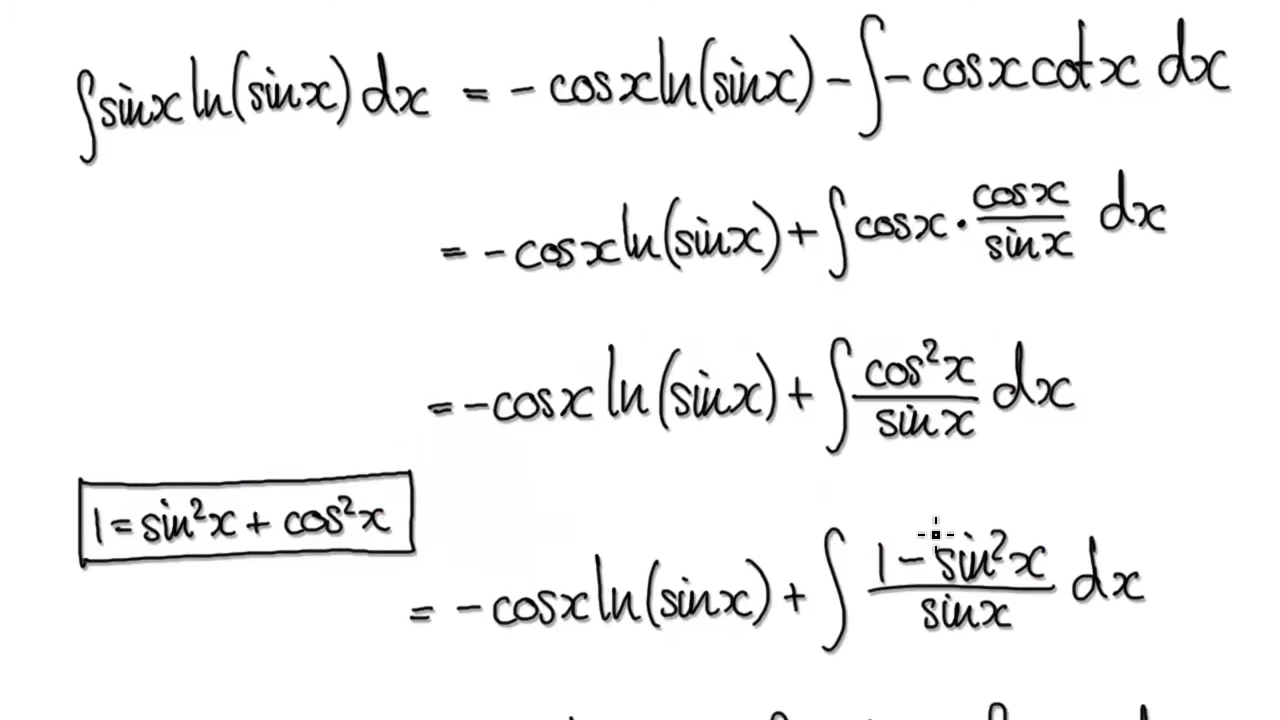 ∫sinx ln(sinx) dx = -cosx ln(sinx) - ∫-cosx cotx dx
= -cosx ln(sinx) + ∫cosx · cosx/sinx dx
= -cosx ln(sinx) + ∫cos²x/sinx dx
1 = sin²x + cos²x
= -cosx ln(sinx) + ∫(1 - sin²x)/sinx dx